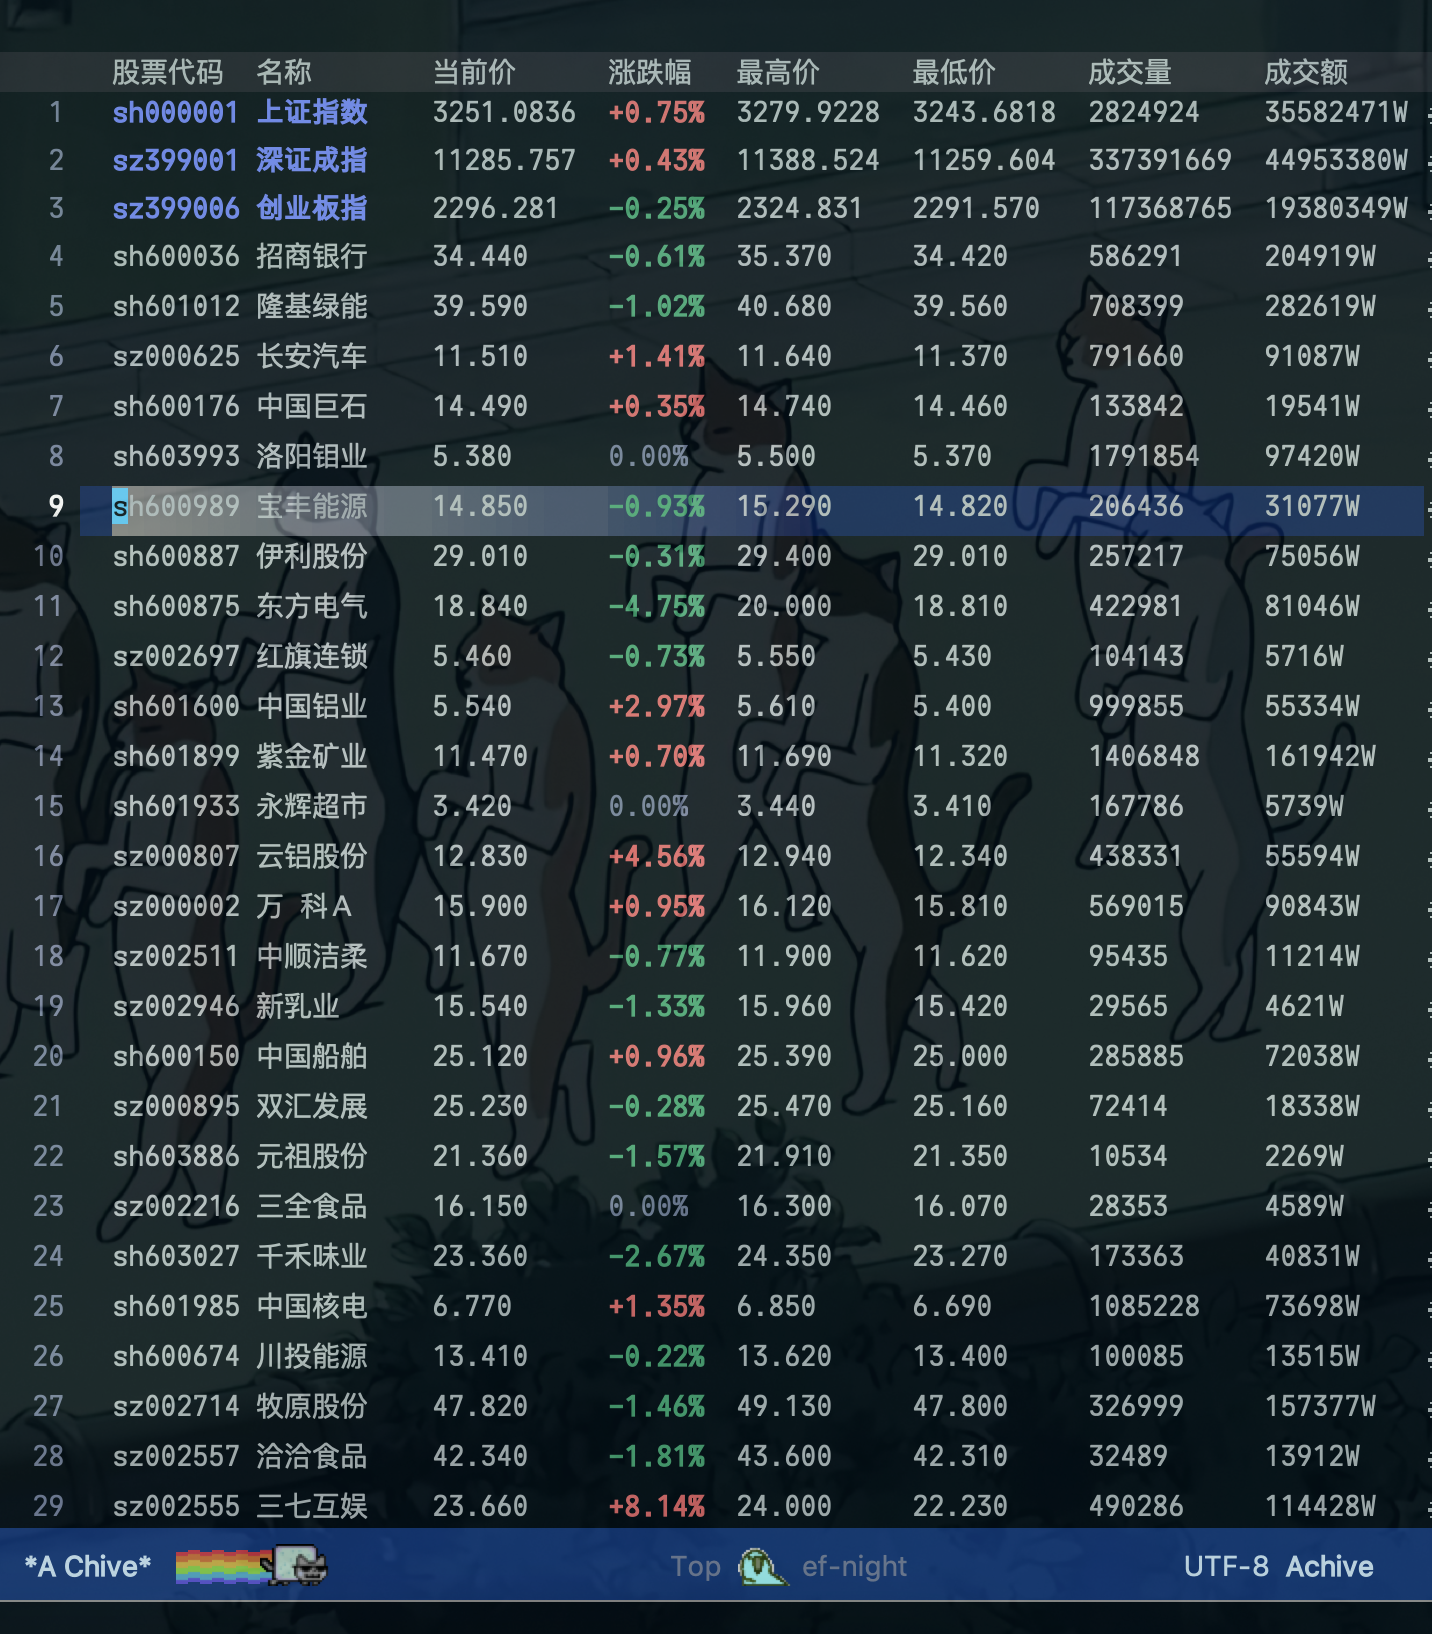 股票代码 名称 当前价 涨跌幅 最高价 最低价 成交量 成交额
1 sh000001 上证指数 3251.0836 +0.75% 3279.9228 3243.6818 2824924 35582471W
2 sz399001 深证成指 11285.757 +0.43% 11388.524 11259.604 337391669 44953380W
3 sz399006 创业板指 2296.281 -0.25% 2324.831 2291.570 117368765 19380349W
4 sh600036 招商银行 34.440 -0.61% 35.370 34.420 586291 204919W
5 sh601012 隆基绿能 39.590 -1.02% 40.680 39.560 708399 282619W
6 sz000625 长安汽车 11.510 +1.41% 11.640 11.370 791660 91087W
7 sh600176 中国巨石 14.490 +0.35% 14.740 14.460 133842 19541W
8 sh603993 洛阳钼业 5.380 0.00% 5.500 5.370 1791854 97420W
9 sh600989 宝丰能源 14.850 -0.93% 15.290 14.820 206436 31077W
10 sh600887 伊利股份 29.010 -0.31% 29.400 29.010 257217 75056W
11 sh600875 东方电气 18.840 -4.75% 20.000 18.810 422981 81046W
12 sz002697 红旗连锁 5.460 -0.73% 5.550 5.430 104143 5716W
13 sh601600 中国铝业 5.540 +2.97% 5.610 5.400 999855 55334W
14 sh601899 紫金矿业 11.470 +0.70% 11.690 11.320 1406848 161942W
15 sh601933 永辉超市 3.420 0.00% 3.440 3.410 167786 5739W
16 sz000807 云铝股份 12.830 +4.56% 12.940 12.340 438331 55594W
17 sz000002 万 科Ａ 15.900 +0.95% 16.120 15.810 569015 90843W
18 sz002511 中顺洁柔 11.670 -0.77% 11.900 11.620 95435 11214W
19 sz002946 新乳业 15.540 -1.33% 15.960 15.420 29565 4621W
20 sh600150 中国船舶 25.120 +0.96% 25.390 25.000 285885 72038W
21 sz000895 双汇发展 25.230 -0.28% 25.470 25.160 72414 18338W
22 sh603886 元祖股份 21.360 -1.57% 21.910 21.350 10534 2269W
23 sz002216 三全食品 16.150 0.00% 16.300 16.070 28353 4589W
24 sh603027 千禾味业 23.360 -2.67% 24.350 23.270 173363 40831W
25 sh601985 中国核电 6.770 +1.35% 6.850 6.690 1085228 73698W
26 sh600674 川投能源 13.410 -0.22% 13.620 13.400 100085 13515W
27 sz002714 牧原股份 47.820 -1.46% 49.130 47.800 326999 157377W
28 sz002557 洽洽食品 42.340 -1.81% 43.600 42.310 32489 13912W
29 sz002555 三七互娱 23.660 +8.14% 24.000 22.230 490286 114428W
*A Chive* Top ef-night UTF-8 Achive